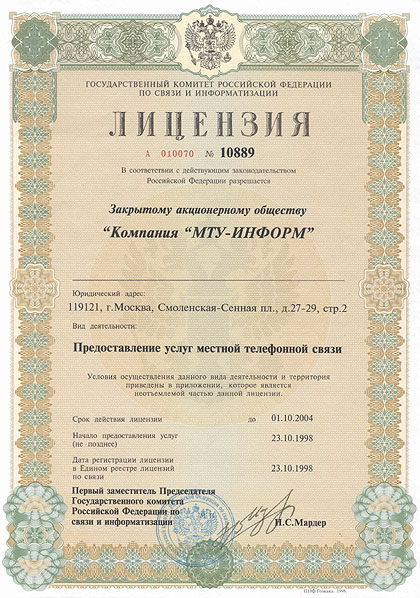 ГОСУДАРСТВЕННЫЙ КОМИТЕТ РОССИЙСКОЙ ФЕДЕРАЦИИ
ПО СВЯЗИ И ИНФОРМАТИЗАЦИИ
ЛИЦЕНЗИЯ
А 010070 № 10889
В соответствии с действующим законодательством
Российской Федерации разрешается
Закрытому акционерному обществу
“Компания “МТУ-ИНФОРМ”
Юридический адрес:
119121, г.Москва, Смоленская-Сенная пл., д.27-29, стр.2
Вид деятельности:
Предоставление услуг местной телефонной связи
Условия осуществления данного вида деятельности и территория
приведены в приложении, которое является
неотъемлемой частью данной лицензии.
Срок действия лицензии до 01.10.2004
Начало предоставления услуг 23.10.1998
(не позднее)
Дата регистрации лицензии
в Едином реестре лицензий 23.10.1998
по связи
Первый заместитель Председателя
Государственного комитета
Российской Федерации по
связи и информатизации Н.С.Мардер
1998.